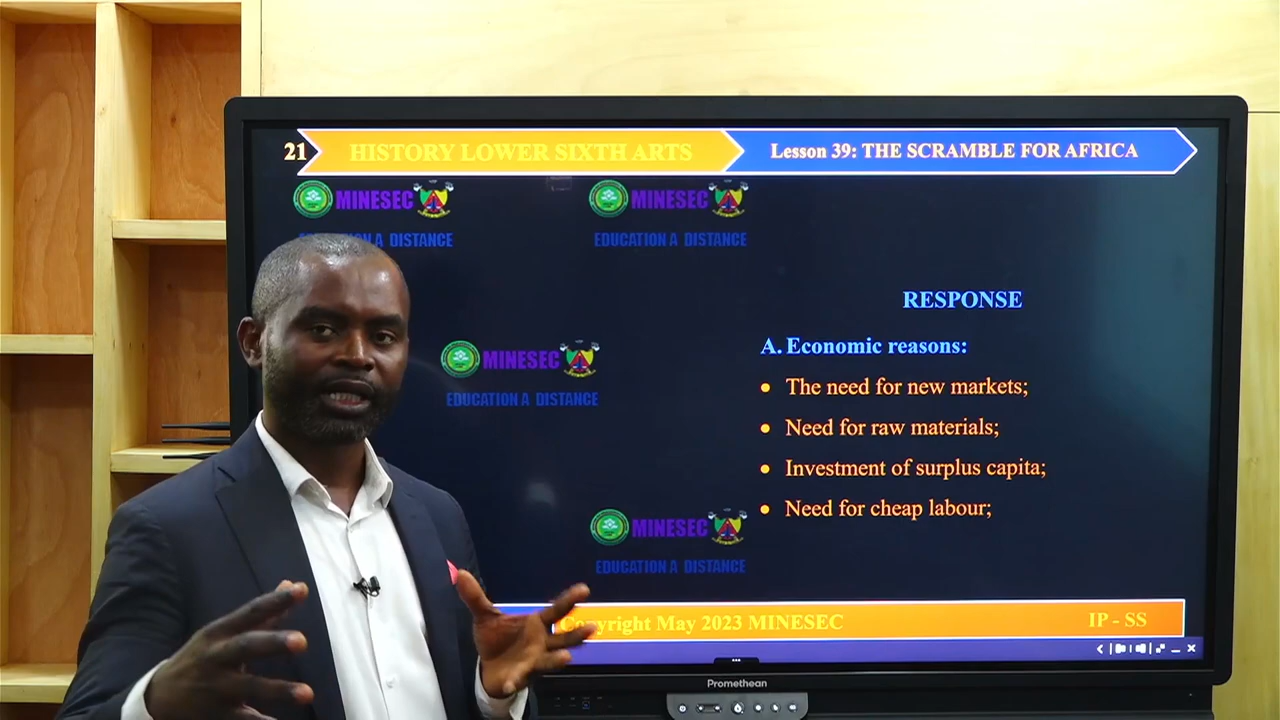 21
HISTORY LOWER SIXTH ARTS
Lesson 39: THE SCRAMBLE FOR AFRICA
MINESEC
EDUCATION A DISTANCE
MINESEC
EDUCATION A DISTANCE
RESPONSE
A. Economic reasons:
• The need for new markets;
MINESEC
EDUCATION A DISTANCE
• Need for raw materials;
• Investment of surplus capita;
• Need for cheap labour;
MINESEC
EDUCATION A DISTANCE
Copyright May 2023 MINESEC
IP - SS
Promethean